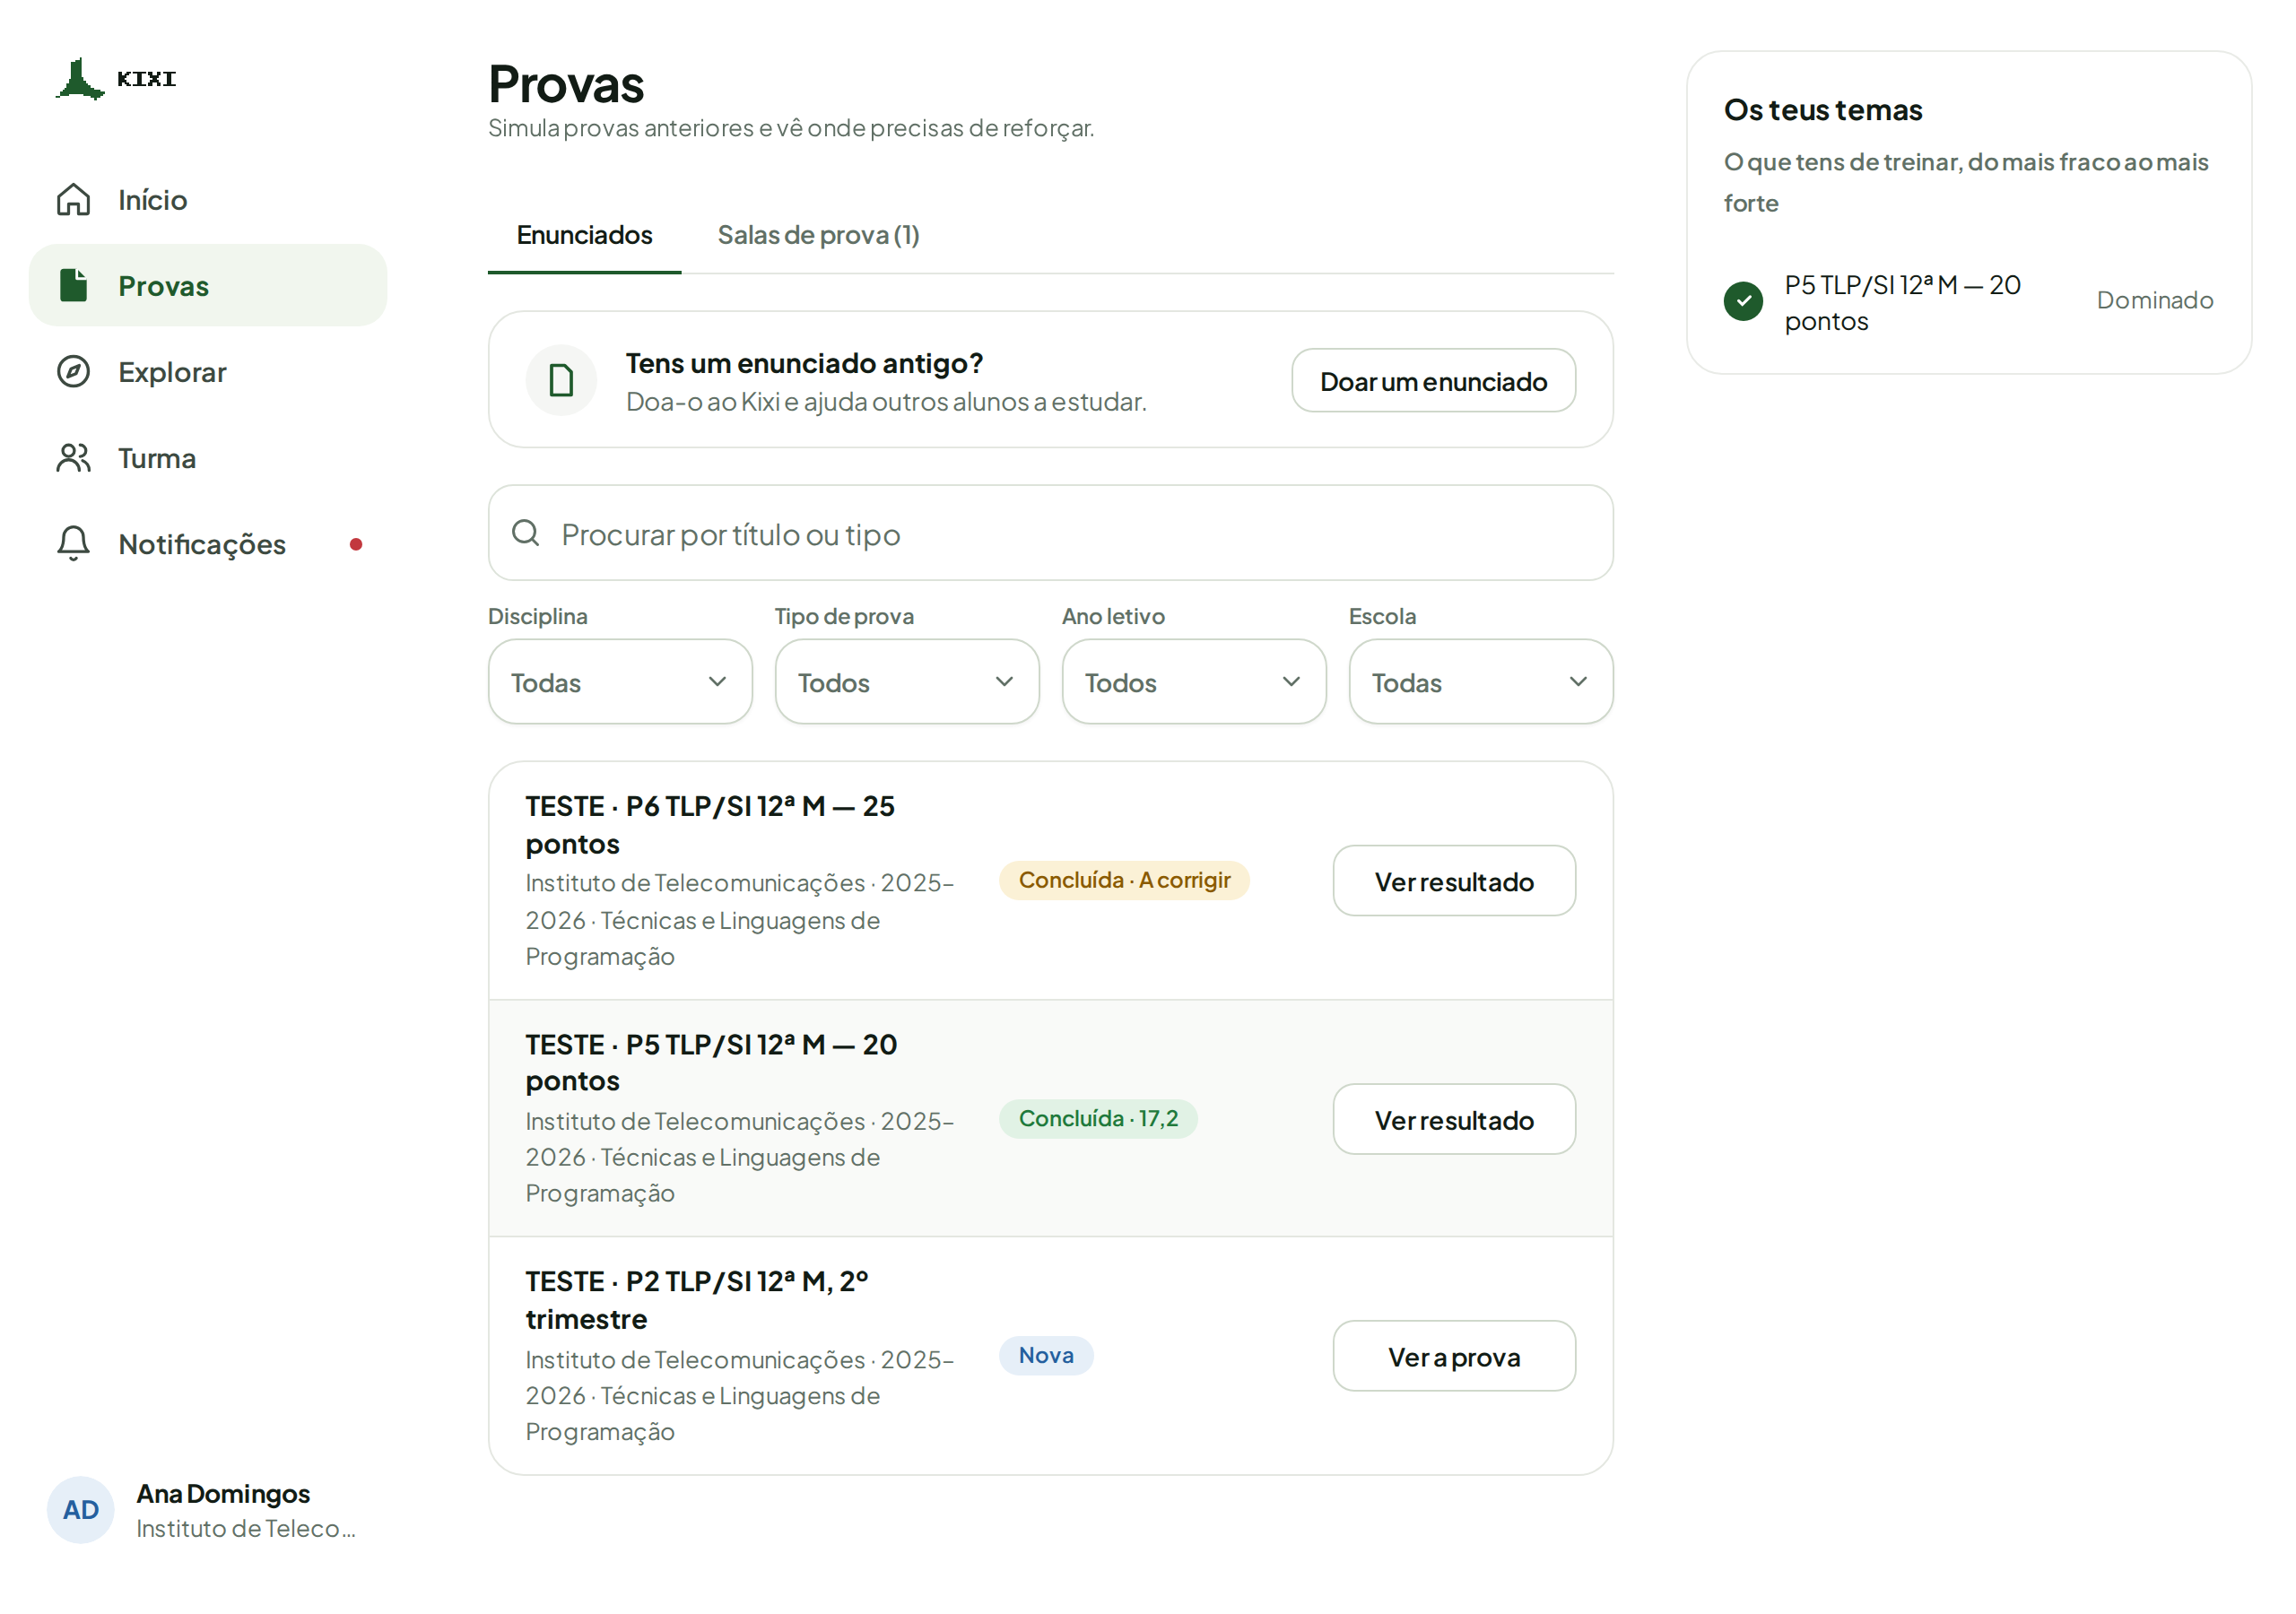 KIXI
Início
Provas
Explorar
Turma
Notificações
Ana Domingos
AD
Instituto de Teleco...
Provas
Simula provas anteriores e vê onde precisas de reforçar.
Enunciados
Salas de prova (1)
Tens um enunciado antigo?
Doa-o ao Kixi e ajuda outros alunos a estudar.
Doar um enunciado
Procurar por título ou tipo
Disciplina
Tipo de prova
Ano letivo
Escola
Todas
Todos
Todos
Todas
TESTE · P6 TLP/SI 12ª M — 25
pontos
Instituto de Telecomunicações · 2025–
2026 · Técnicas e Linguagens de
Programação
Concluída · A corrigir
Ver resultado
TESTE · P5 TLP/SI 12ª M — 20
pontos
Instituto de Telecomunicações · 2025–
2026 · Técnicas e Linguagens de
Programação
Concluída · 17,2
Ver resultado
TESTE · P2 TLP/SI 12ª M, 2º
trimestre
Instituto de Telecomunicações · 2025–
2026 · Técnicas e Linguagens de
Programação
Nova
Ver a prova
Os teus temas
O que tens de treinar, do mais fraco ao mais
forte
P5 TLP/SI 12ª M — 20
pontos
Dominado